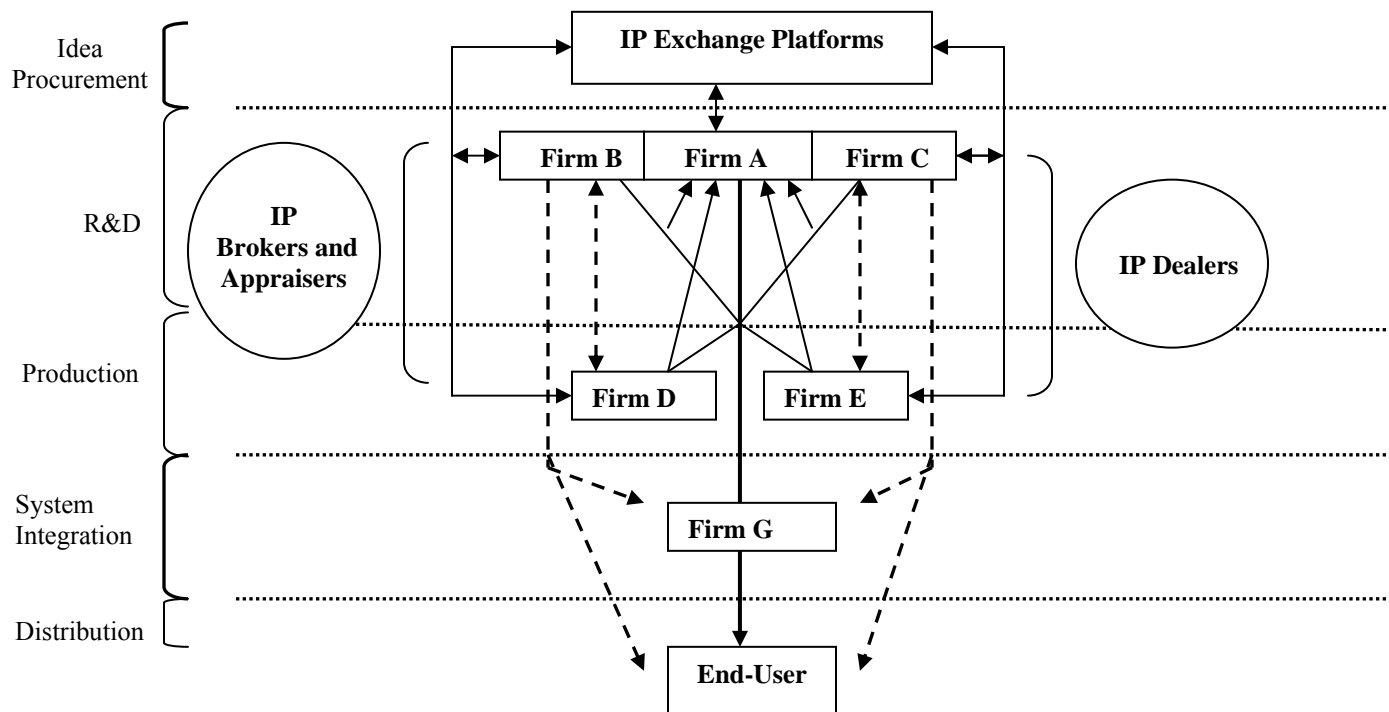 Idea
Procurement
IP Exchange Platforms
Firm B
Firm A
Firm C
R&D
IP
Brokers and
Appraisers
IP Dealers
Production
Firm D
Firm E
System
Integration
Firm G
Distribution
End-User